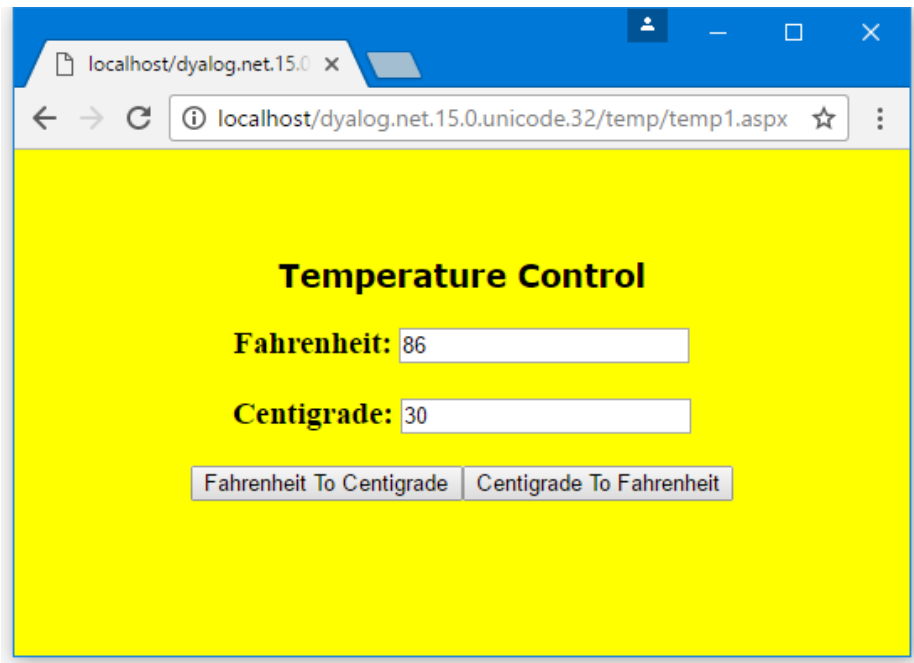 localhost/dyalog.net.15.0
localhost/dyalog.net.15.0.unicode.32/temp/temp1.aspx
Temperature Control
Fahrenheit: 86
Centigrade: 30
Fahrenheit To Centigrade Centigrade To Fahrenheit